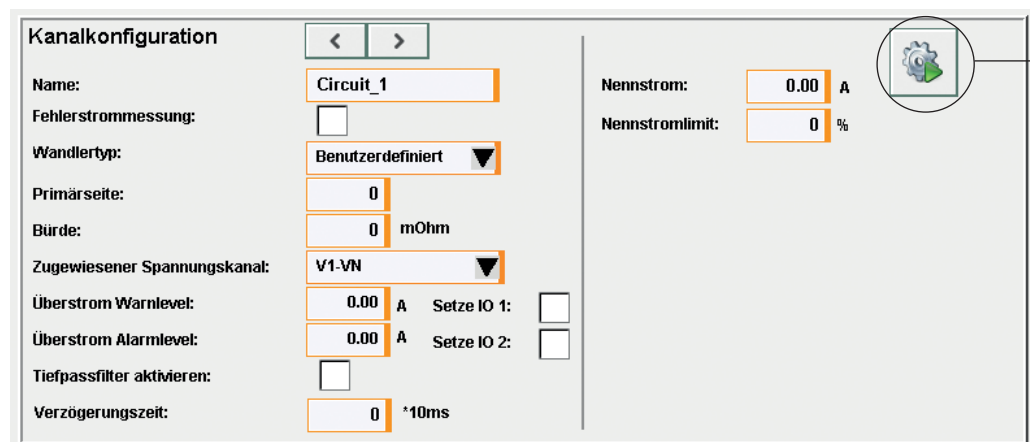 Kanalkonfiguration < >
Name: Circuit_1
Fehlerstrommessung:
Wandlertyp: Benutzerdefiniert
Primärseite: 0
Bürde: 0 mOhm
Zugewiesener Spannungskanal: V1-VN
Überstrom Warnlevel: 0.00 A Setze IO 1:
Überstrom Alarmlevel: 0.00 A Setze IO 2:
Tiefpassfilter aktivieren:
Verzögerungszeit: 0 *10ms
Nennstrom: 0.00 A
Nennstromlimit: 0 %